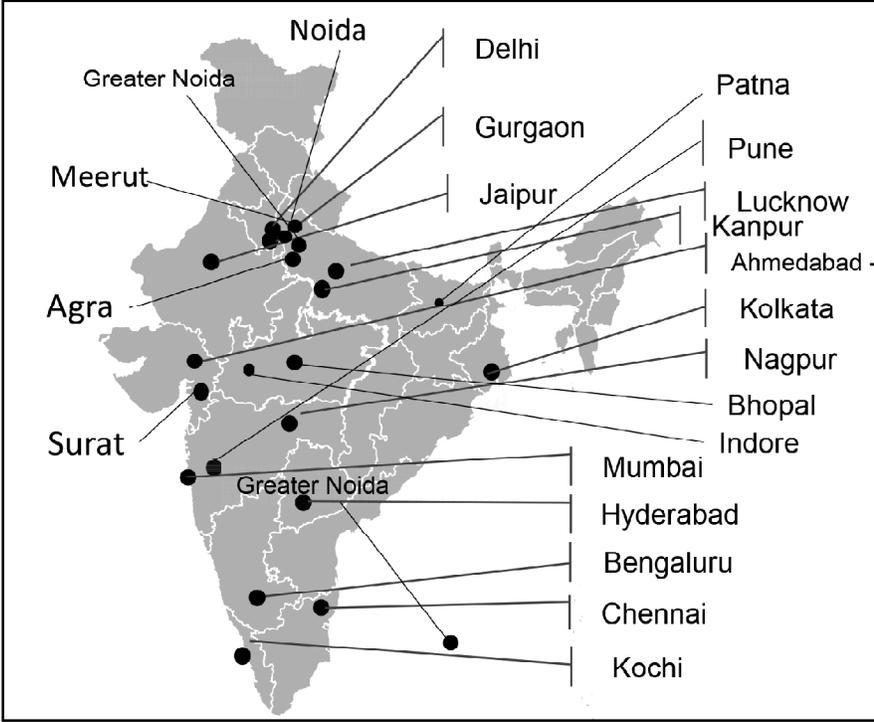 Noida
Delhi
Greater Noida
Patna
Gurgaon
Pune
Meerut
Jaipur
Lucknow
Kanpur
Ahmedabad -
Agra
Kolkata
Nagpur
Bhopal
Surat
Indore
Mumbai
Greater Noida
Hyderabad
Bengaluru
Chennai
Kochi